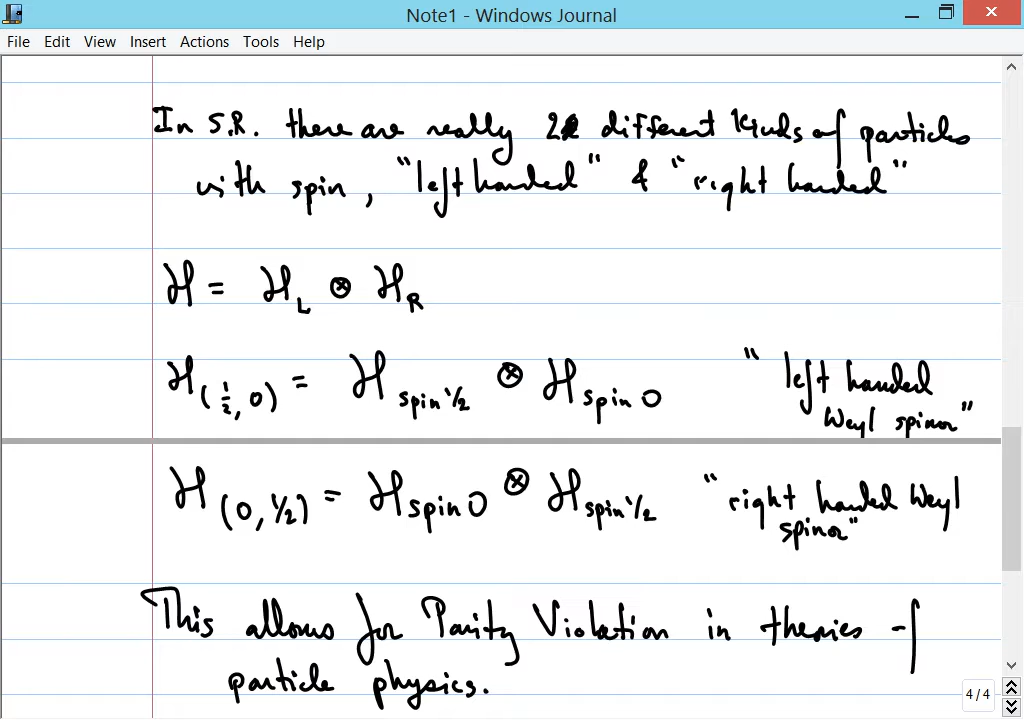 Note1 - Windows Journal
File Edit View Insert Actions Tools Help
In S.R. there are really 2 different kinds of particles
with spin, "left handed" & "right handed"
ℋ = ℋ_L ⊗ ℋ_R
ℋ_(½, 0) = ℋ_spin 1/2 ⊗ ℋ_spin 0 "left handed
Weyl spinor"
ℋ_(0, 1/2) = ℋ_spin 0 ⊗ ℋ_spin 1/2 "right handed Weyl
spinor"
This allows for Parity Violation in theories of
particle physics.
4 / 4